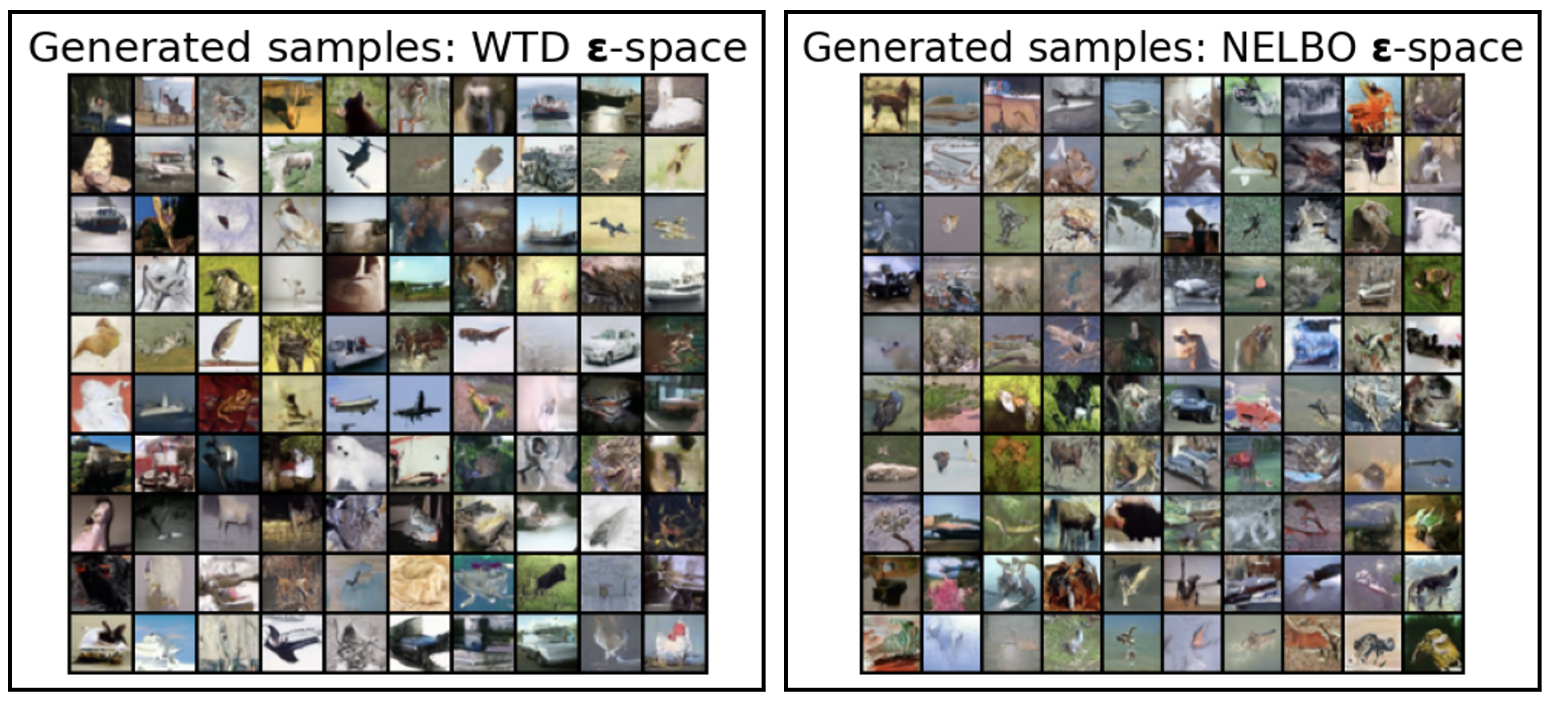 Generated samples: WTD ε-space
Generated samples: NELBO ε-space